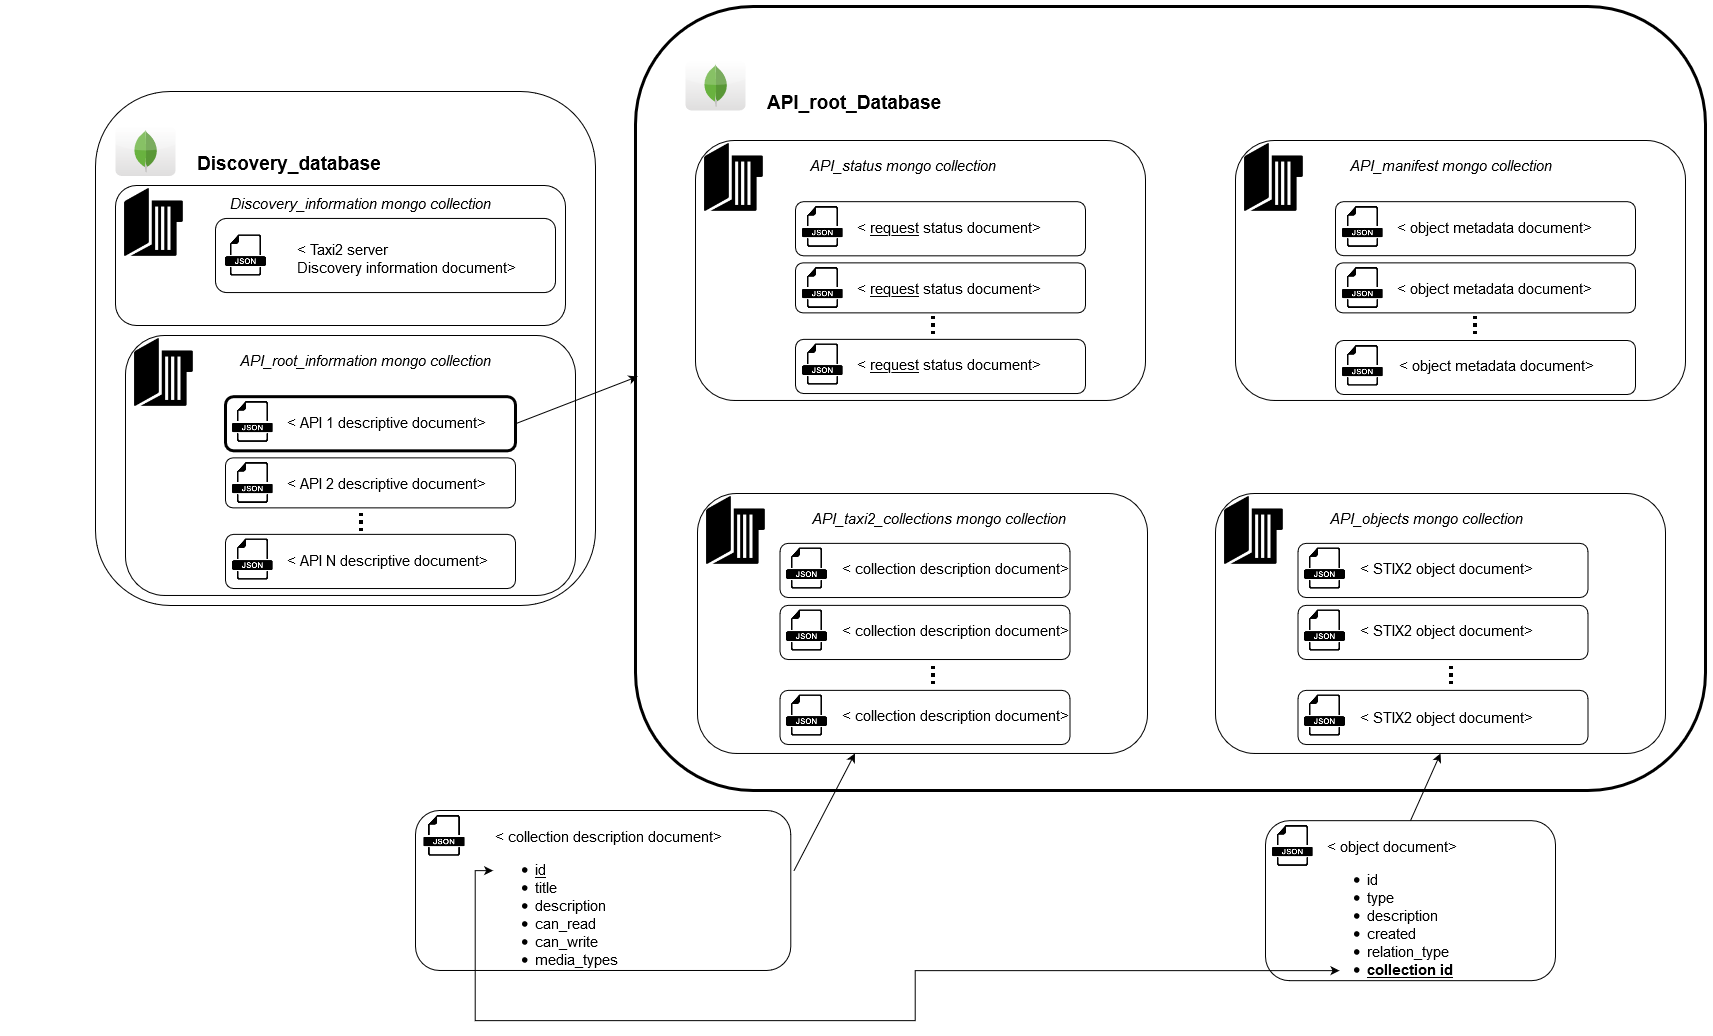 API_root_Database
Discovery_database
Discovery_information mongo collection
JSON
< Taxi2 server
Discovery information document>
API_root_information mongo collection
JSON
< API 1 descriptive document>
JSON
< API 2 descriptive document>
JSON
< API N descriptive document>
API_status mongo collection
JSON
< request status document>
JSON
< request status document>
JSON
< request status document>
API_manifest mongo collection
JSON
< object metadata document>
JSON
< object metadata document>
JSON
< object metadata document>
API_taxi2_collections mongo collection
JSON
< collection description document>
JSON
< collection description document>
JSON
< collection description document>
API_objects mongo collection
JSON
< STIX2 object document>
JSON
< STIX2 object document>
JSON
< STIX2 object document>
JSON
< collection description document>
• id
• title
• description
• can_read
• can_write
• media_types
JSON
< object document>
• id
• type
• description
• created
• relation_type
• collection id